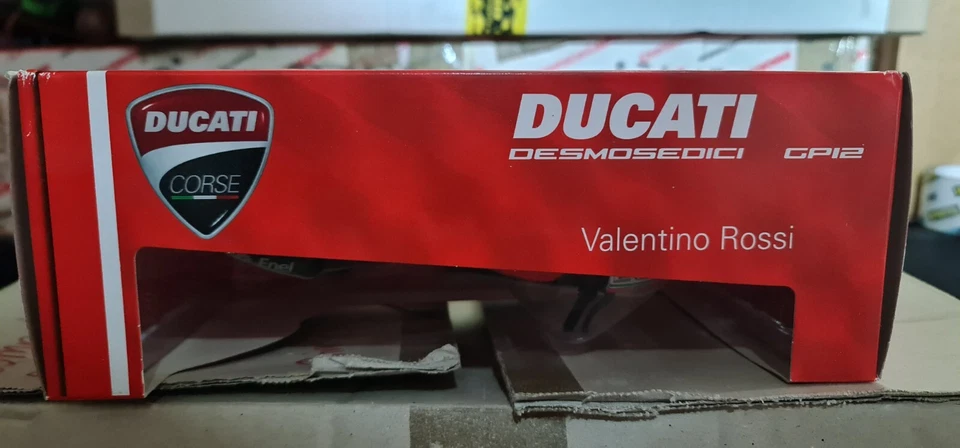 DUCATI
CORSE
DUCATI
DESMOSEDICI GP12
Valentino Rossi
Enel